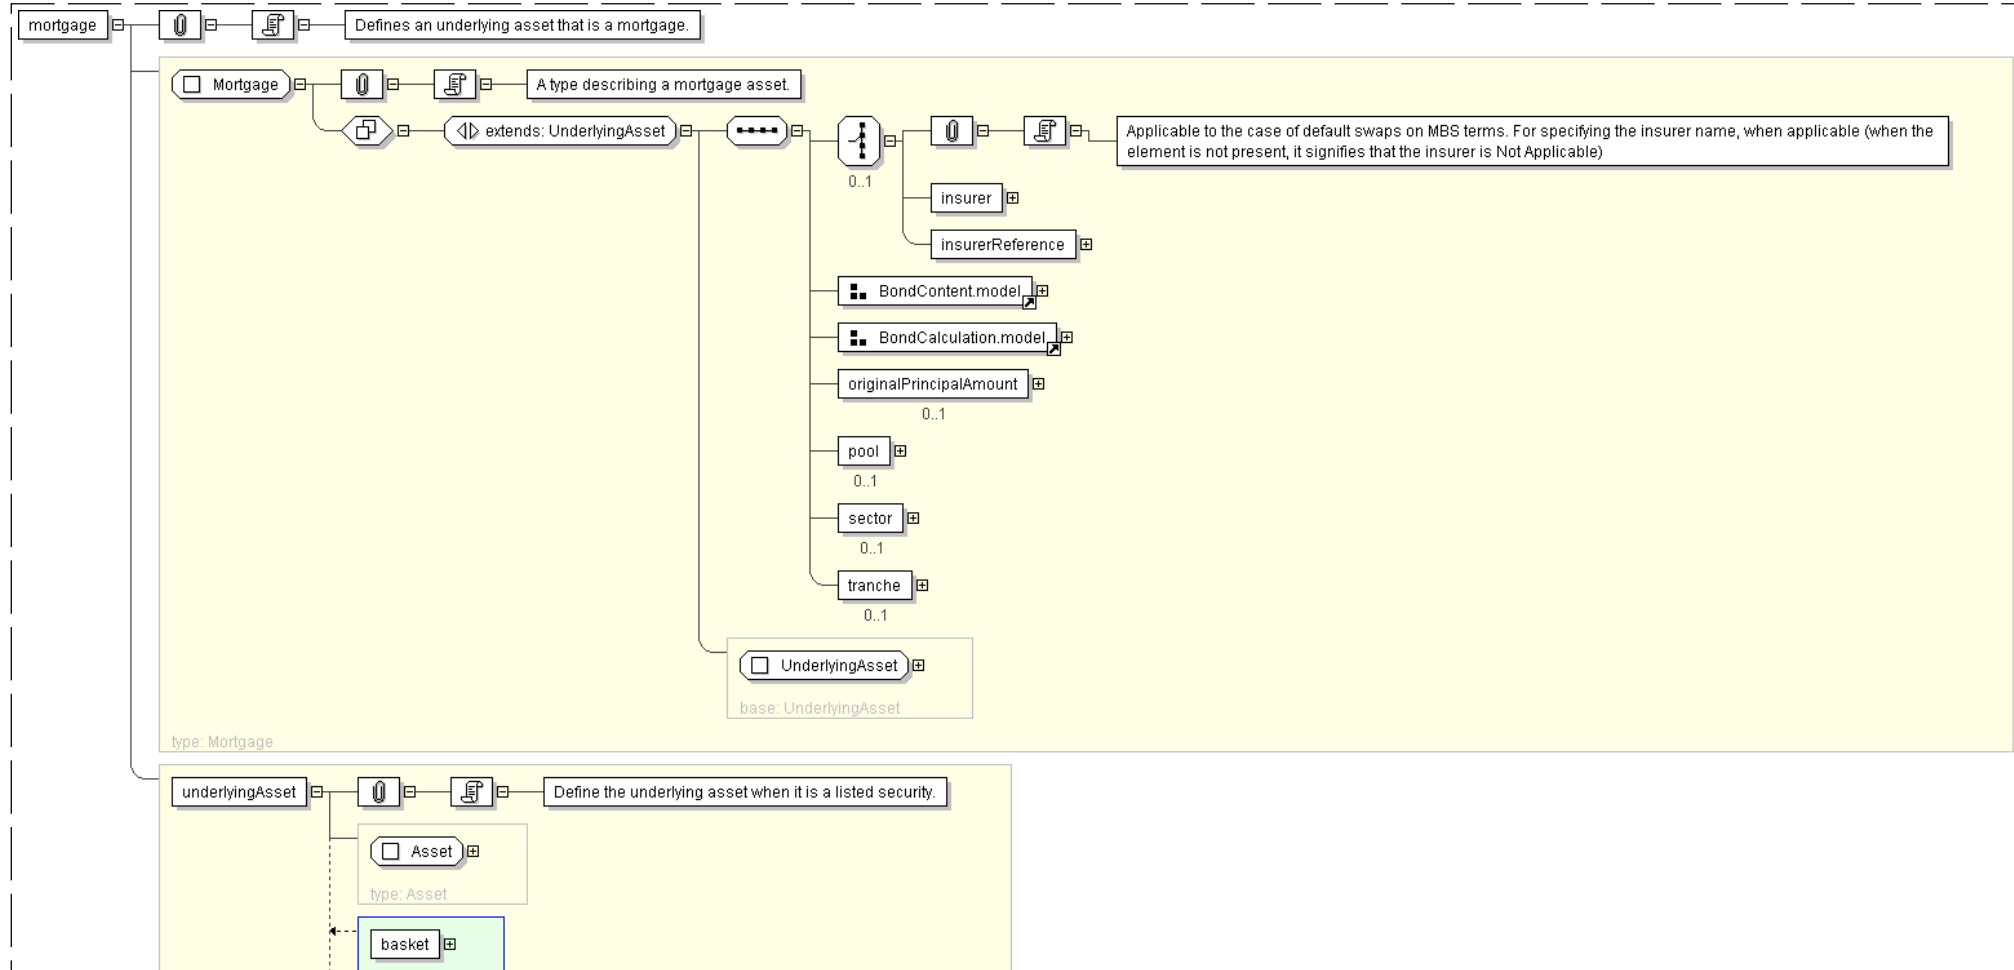 mortgage
Defines an underlying asset that is a mortgage.
Mortgage
A type describing a mortgage asset.
extends: UnderlyingAsset
Applicable to the case of default swaps on MBS terms. For specifying the insurer name, when applicable (when the
element is not present, it signifies that the insurer is Not Applicable)
0..1
insurer
insurerReference
BondContent.model
BondCalculation.model
originalPrincipalAmount
0..1
pool
0..1
sector
0..1
tranche
0..1
UnderlyingAsset
base: UnderlyingAsset
type: Mortgage
underlyingAsset
Define the underlying asset when it is a listed security.
Asset
type: Asset
basket